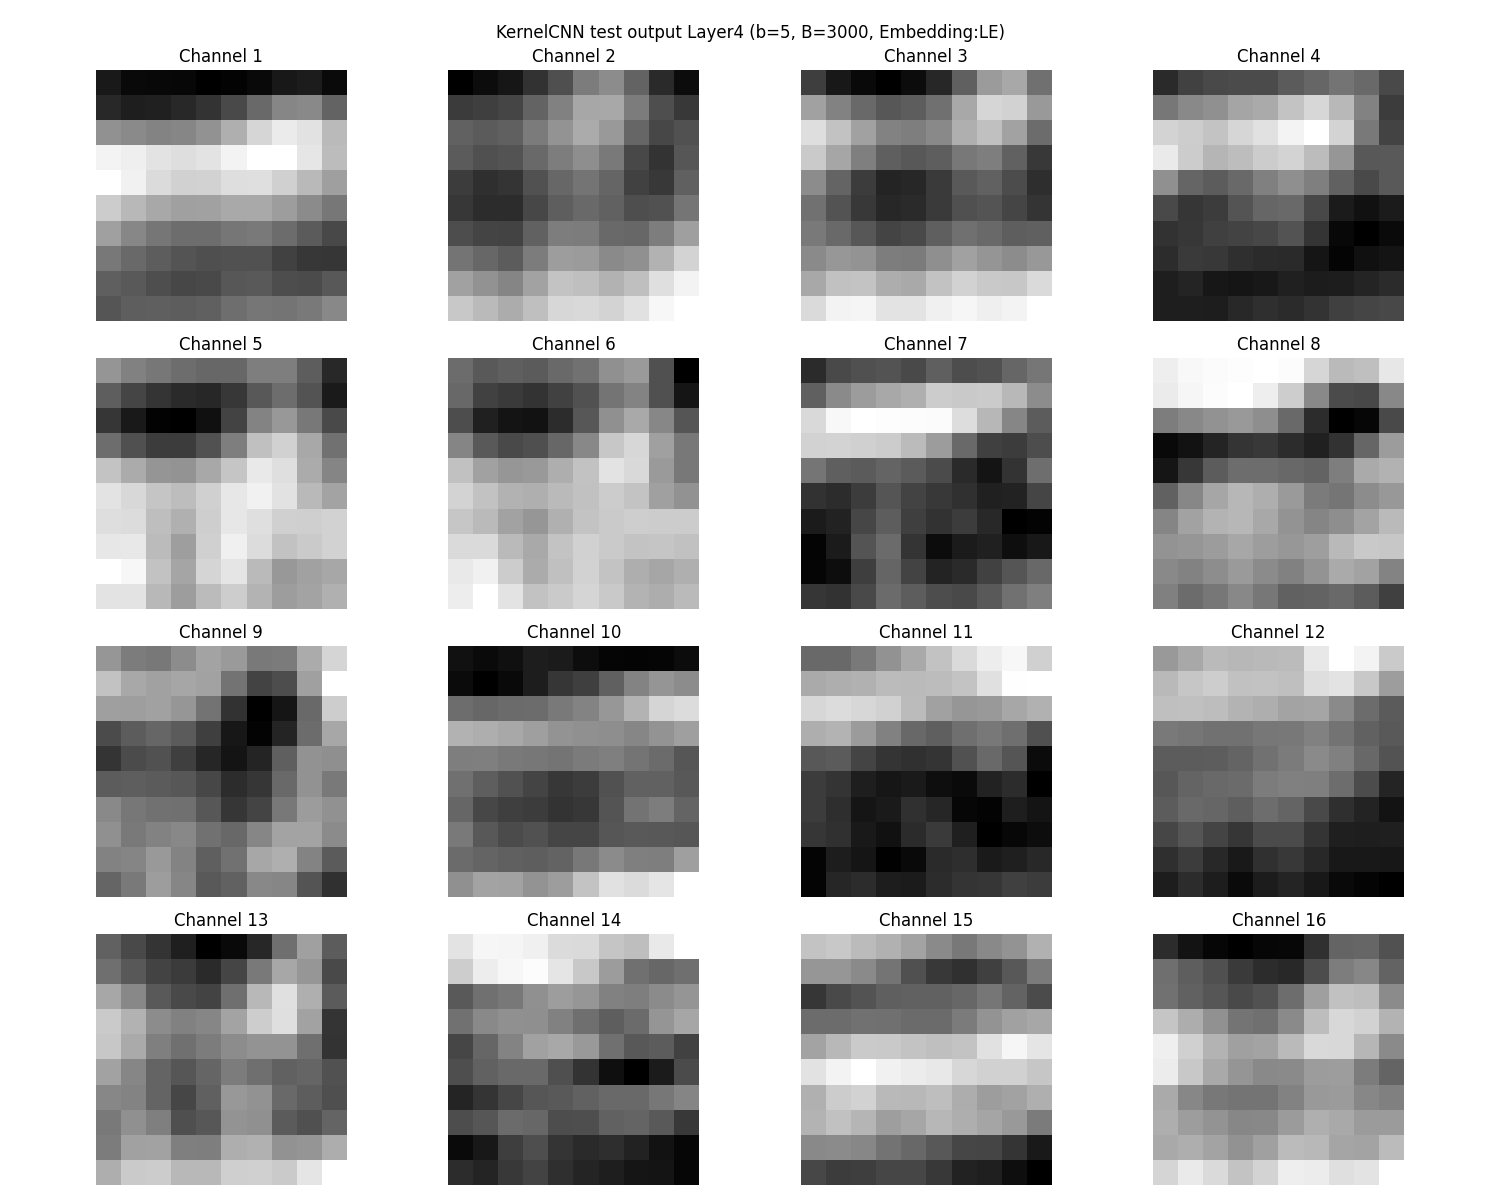 KernelCNN test output Layer4 (b=5, B=3000, Embedding:LE)
Channel 1
Channel 2
Channel 3
Channel 4
Channel 5
Channel 6
Channel 7
Channel 8
Channel 9
Channel 10
Channel 11
Channel 12
Channel 13
Channel 14
Channel 15
Channel 16